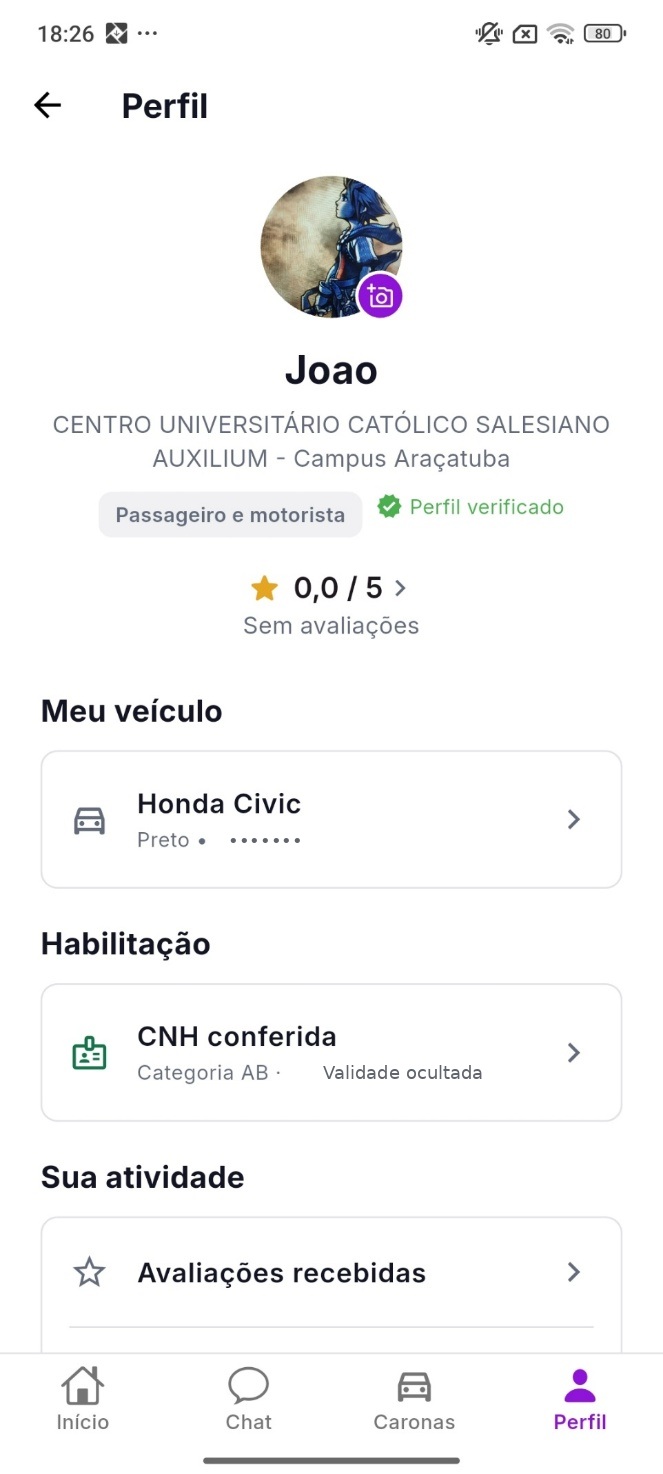 18:26
80
Perfil
Joao
CENTRO UNIVERSITÁRIO CATÓLICO SALESIANO
AUXILIUM - Campus Araçatuba
Passageiro e motorista
Perfil verificado
0,0 / 5
Sem avaliações
Meu veículo
Honda Civic
Preto • •••••••
Habilitação
CNH conferida
Categoria AB · Validade ocultada
Sua atividade
Avaliações recebidas
Início
Chat
Caronas
Perfil